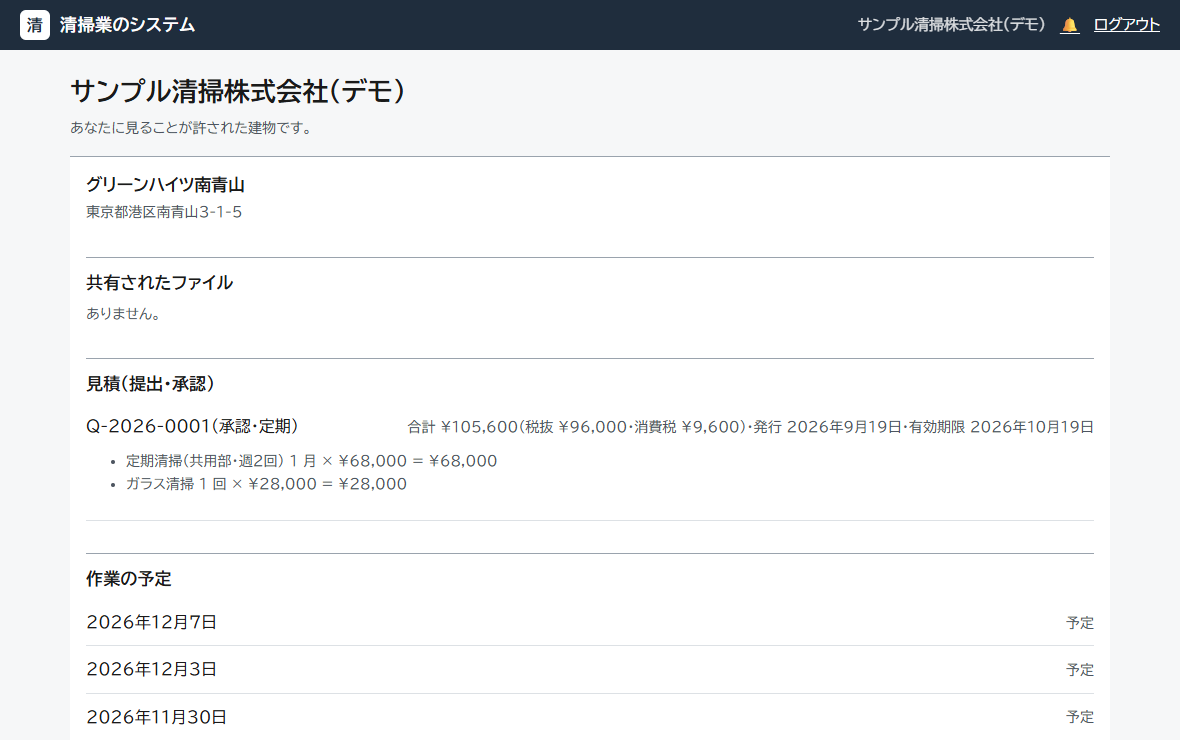 清 清掃業のシステム サンプル清掃株式会社(デモ) 🔔 ログアウト
サンプル清掃株式会社(デモ)
あなたに見ることが許された建物です。
グリーンハイツ南青山
東京都港区南青山3-1-5
共有されたファイル
ありません。
見積(提出・承認)
Q-2026-0001(承認・定期) 合計 ¥105,600(税抜 ¥96,000・消費税 ¥9,600)・発行 2026年9月19日・有効期限 2026年10月19日
• 定期清掃(共用部・週2回) 1 月 × ¥68,000 = ¥68,000
• ガラス清掃 1 回 × ¥28,000 = ¥28,000
作業の予定
2026年12月7日 予定
2026年12月3日 予定
2026年11月30日 予定